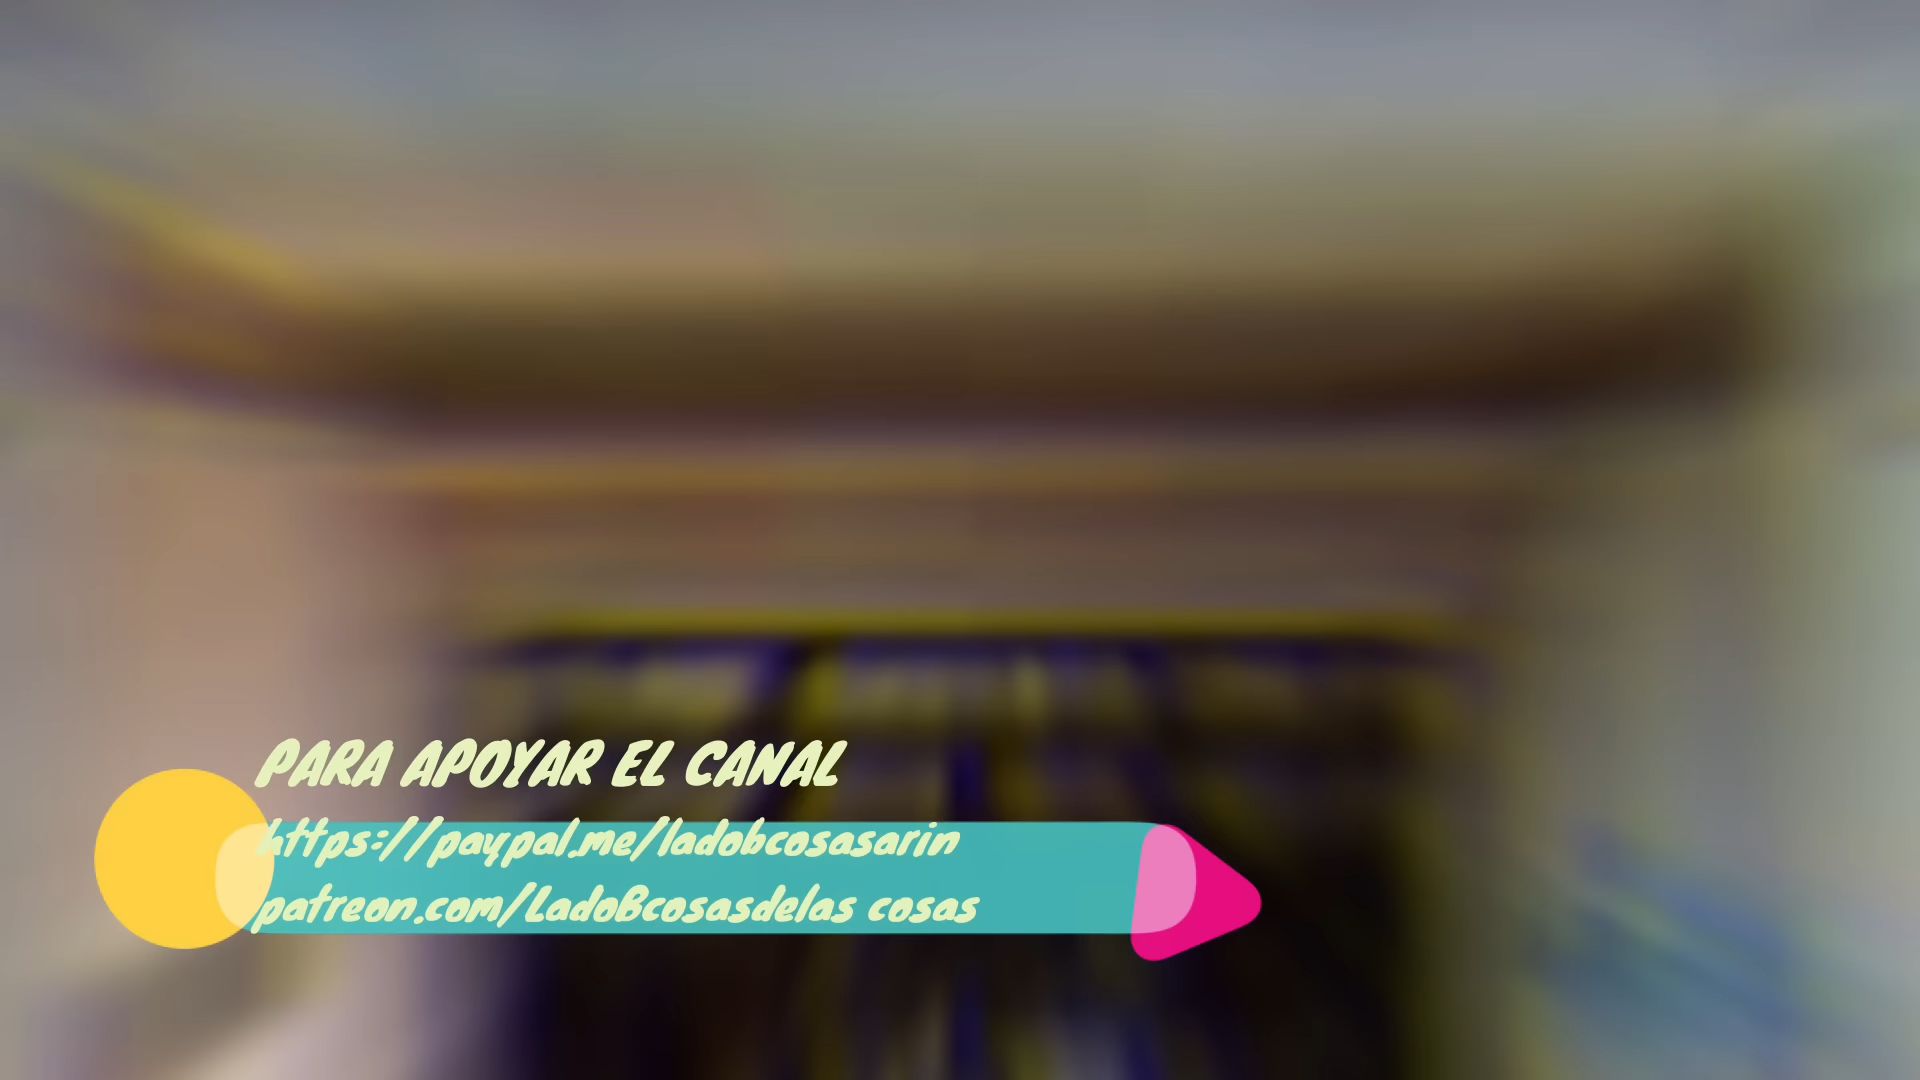 PARA APOYAR EL CANAL
https://paypal.me/ladobcosasarin
patreon.com/LadoBcosasdelas cosas